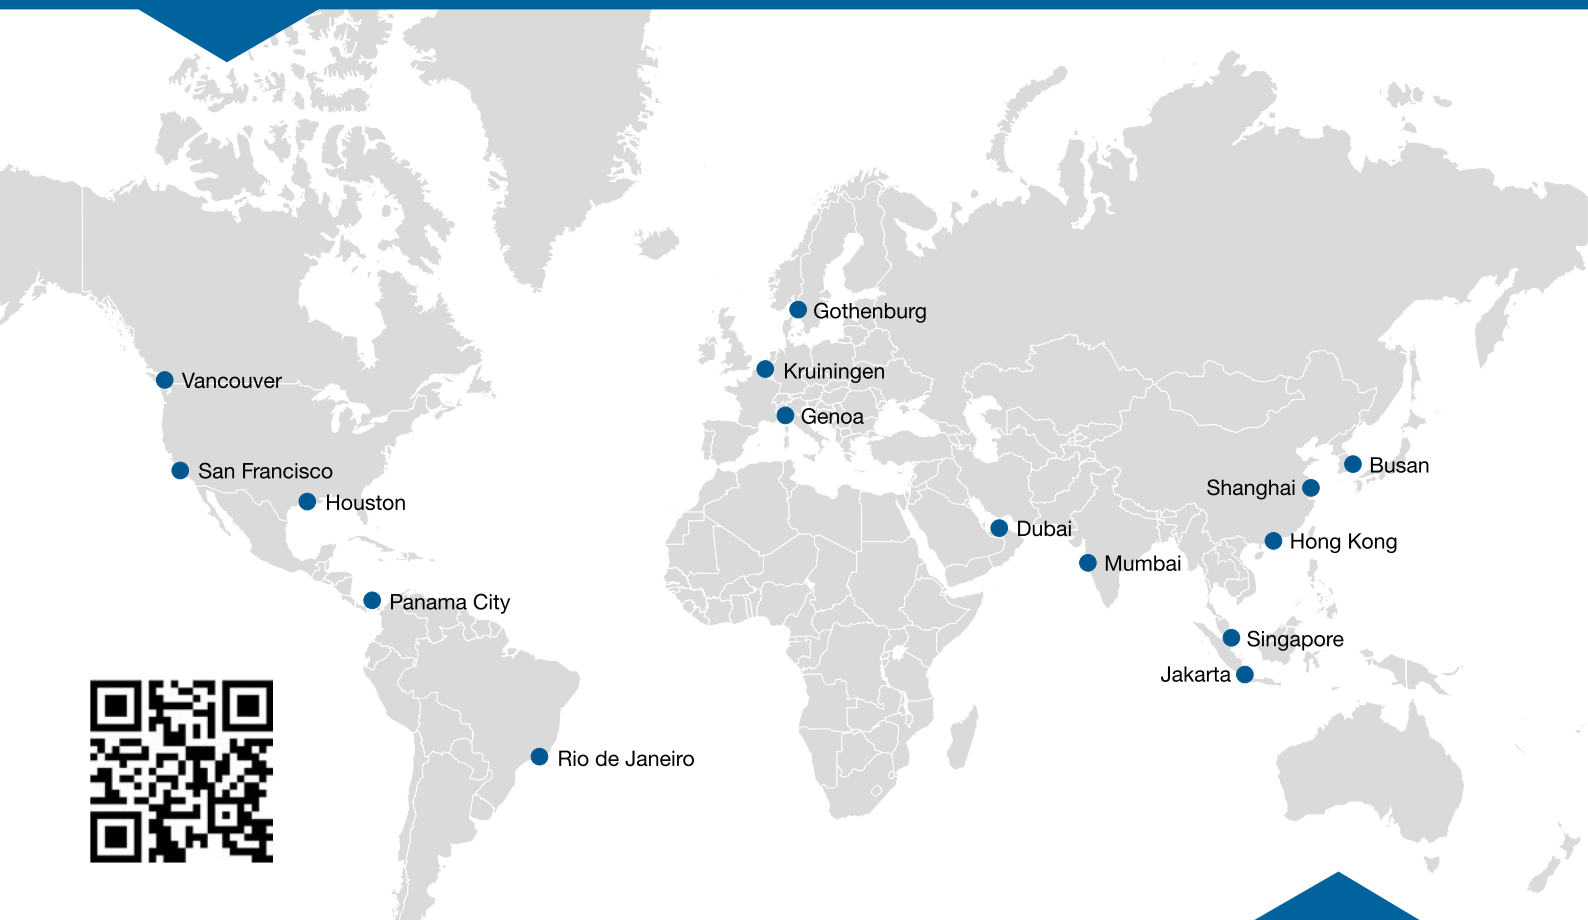 Gothenburg
Kruiningen
Vancouver
Genoa
San Francisco
Busan
Shanghai
Houston
Dubai
Hong Kong
Mumbai
Panama City
Singapore
Jakarta
Rio de Janeiro